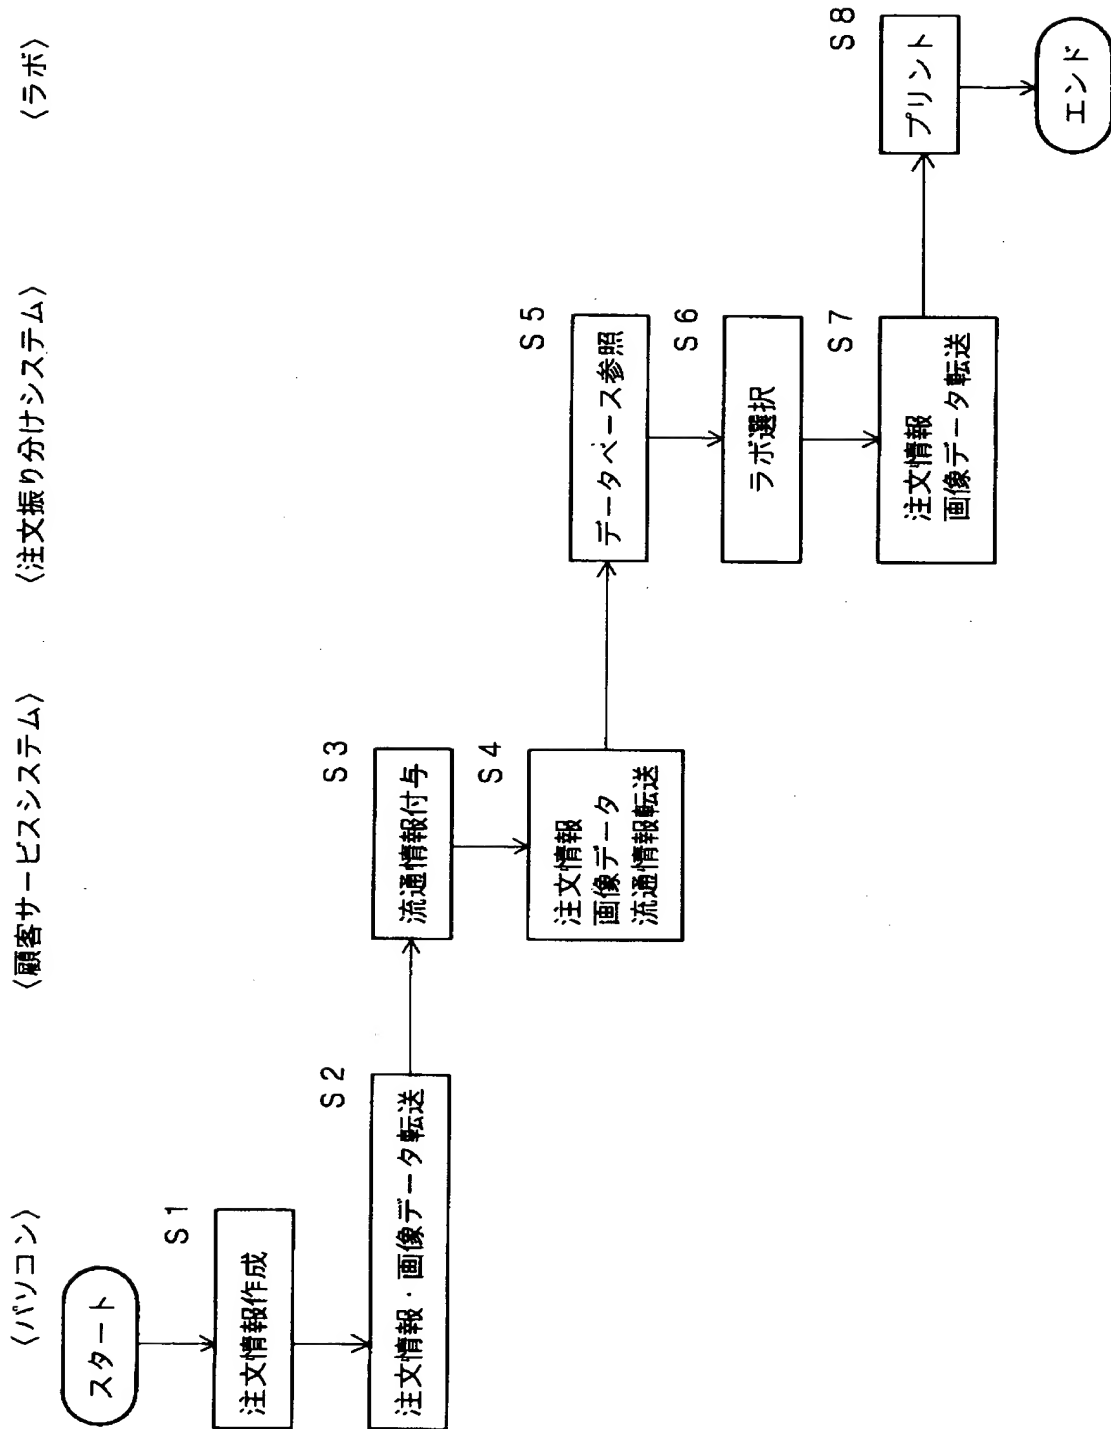 〈パソコン〉
〈顧客サービスシステム〉
〈注文振り分けシステム〉
〈ラボ〉
スタート
S1
注文情報作成
S2
注文情報・画像データ転送
S3
流通情報付与
S4
注文情報
画像データ
流通情報転送
S5
データベース参照
S6
ラボ選択
S7
注文情報
画像データ転送
S8
プリント
エンド